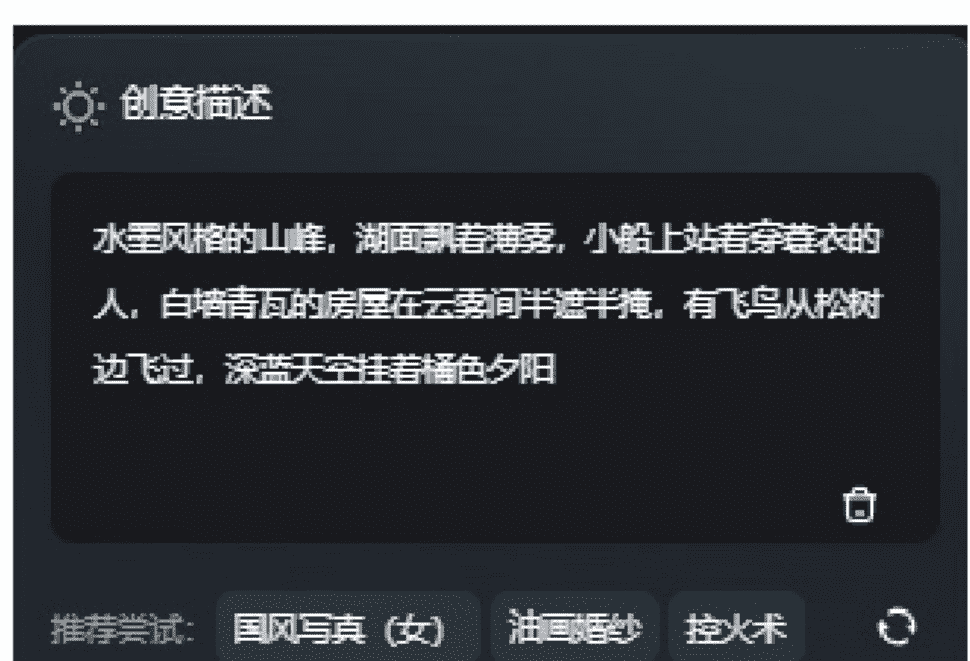 创意描述
水墨风格的山峰，湖面飘着薄雾，小船上站着穿蓑衣的
人，白墙青瓦的房屋在云雾间半遮半掩，有飞鸟从松树
边飞过，深蓝天空挂着橘色夕阳
推荐尝试： 国风写真（女） 油画婚纱 控火术